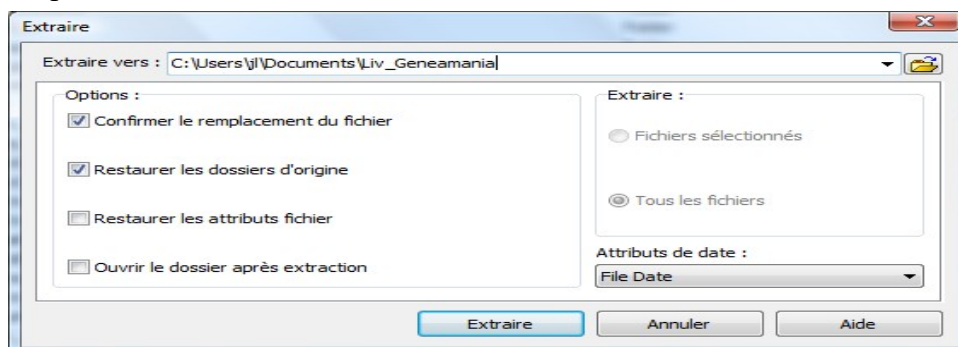 Extraire
Extraire vers : C:\Users\jl\Documents\Liv_Geneamania
Options :
Confirmer le remplacement du fichier
Restaurer les dossiers d'origine
Restaurer les attributs fichier
Ouvrir le dossier après extraction
Extraire :
Fichiers sélectionnés
Tous les fichiers
Attributs de date :
File Date
Extraire
Annuler
Aide